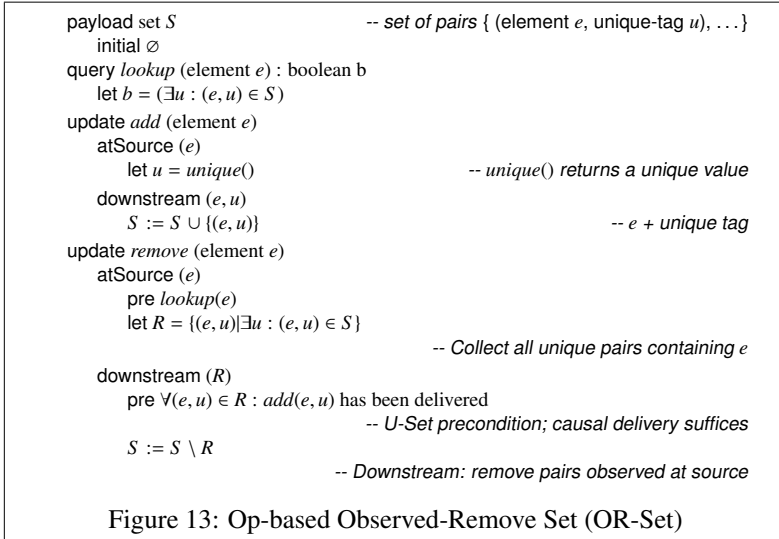 payload set S -- set of pairs { (element e, unique-tag u), . . . }
initial ∅
query lookup (element e) : boolean b
let b = (∃u : (e, u) ∈ S)
update add (element e)
atSource (e)
let u = unique() -- unique() returns a unique value
downstream (e, u)
S := S ∪ {(e, u)} -- e + unique tag
update remove (element e)
atSource (e)
pre lookup(e)
let R = {(e, u)|∃u : (e, u) ∈ S}
-- Collect all unique pairs containing e
downstream (R)
pre ∀(e, u) ∈ R : add(e, u) has been delivered
-- U-Set precondition; causal delivery suffices
S := S \ R
-- Downstream: remove pairs observed at source
Figure 13: Op-based Observed-Remove Set (OR-Set)